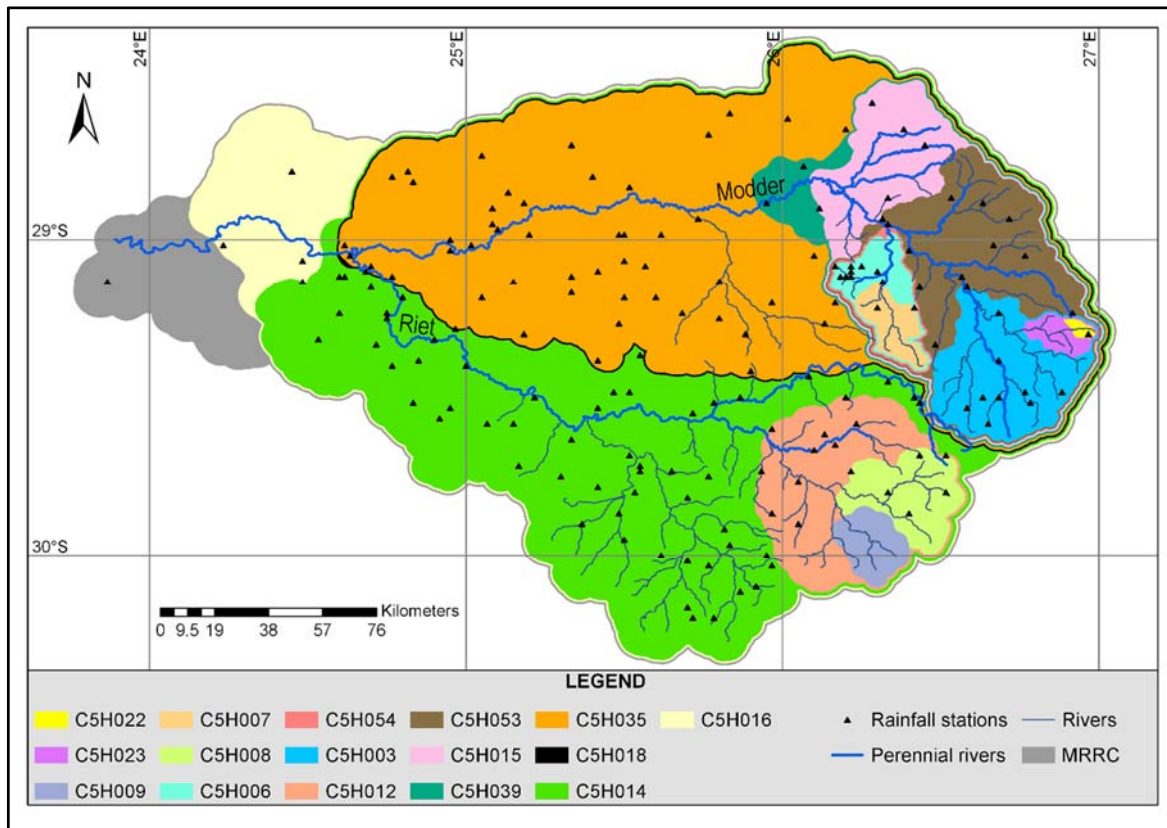 24°E 25°E 26°E 27°E
N
Modder
29°S
Riet
30°S
Kilometers
0 9.5 19 38 57 76
LEGEND
C5H022 C5H007 C5H054 C5H053 C5H035 C5H016 Rainfall stations Rivers
C5H023 C5H008 C5H003 C5H015 C5H018 Perennial rivers MRRC
C5H009 C5H006 C5H012 C5H039 C5H014